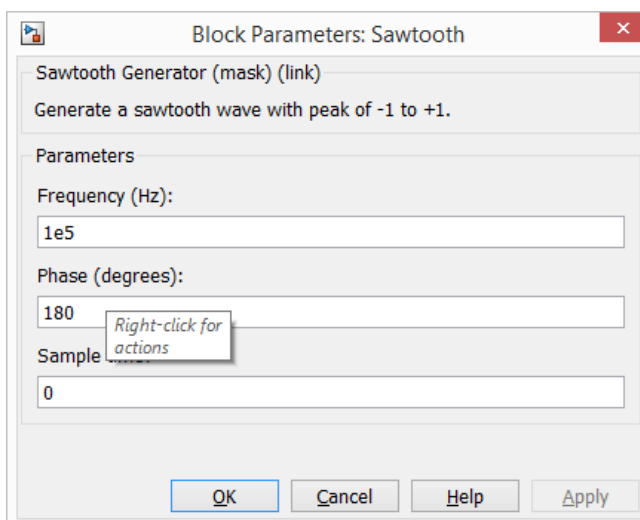 Block Parameters: Sawtooth
Sawtooth Generator (mask) (link)
Generate a sawtooth wave with peak of -1 to +1.
Parameters
Frequency (Hz):
1e5
Phase (degrees):
180
Right-click for
actions
Sample
0
OK Cancel Help Apply